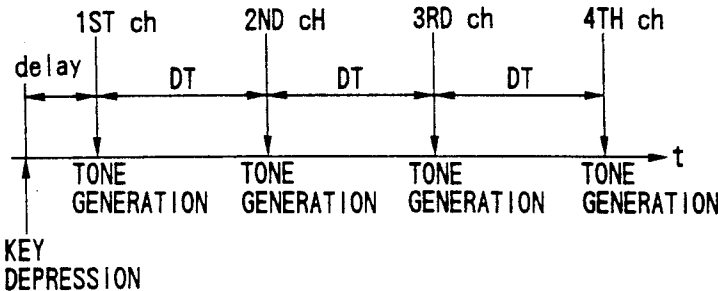 1ST ch 2ND cH 3RD ch 4TH ch
delay DT DT DT
t
TONE GENERATION TONE GENERATION TONE GENERATION TONE GENERATION
KEY
DEPRESSION